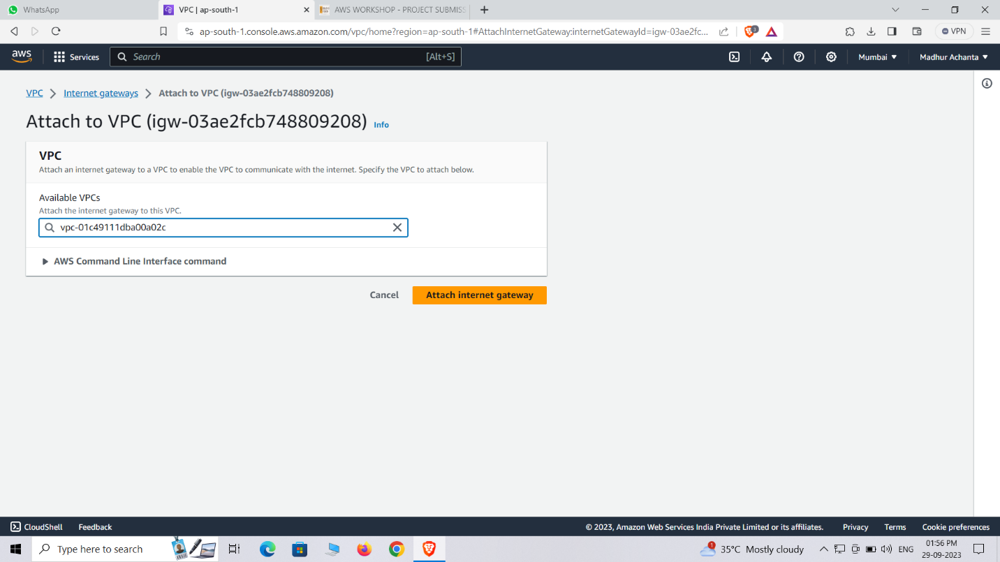 WhatsApp
VPC | ap-south-1
AWS WORKSHOP - PROJECT SUBMISS
ap-south-1.console.aws.amazon.com/vpc/home?region=ap-south-1#AttachInternetGateway:internetGatewayId=igw-03ae2fc...
3
VPN
aws
Services
Search
[Alt+S]
Mumbai
Madhur Achanta
VPC > Internet gateways > Attach to VPC (igw-03ae2fcb748809208)
Attach to VPC (igw-03ae2fcb748809208) Info
VPC
Attach an internet gateway to a VPC to enable the VPC to communicate with the internet. Specify the VPC to attach below.
Available VPCs
Attach the internet gateway to this VPC.
vpc-01c49111dba00a02c
AWS Command Line Interface command
Cancel
Attach internet gateway
CloudShell
Feedback
© 2023, Amazon Web Services India Private Limited or its affiliates.
Privacy
Terms
Cookie preferences
Type here to search
1
35°C Mostly cloudy
ENG
01:56 PM
29-09-2023